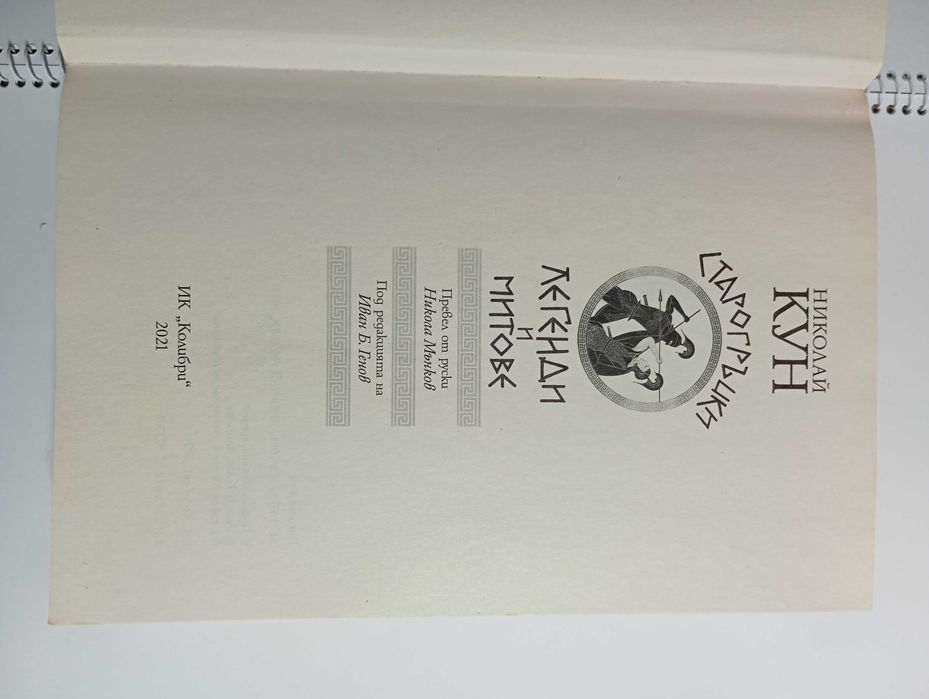 НИКОЛАЙ
КУН
СТАРОГРЪЦКИ
ЛЕГЕНДИ
И
МИТОВЕ
Превел от руски
Никола Мънков
Под редакцията на
Иван Б. Генов
ИК „Колибри“
2021